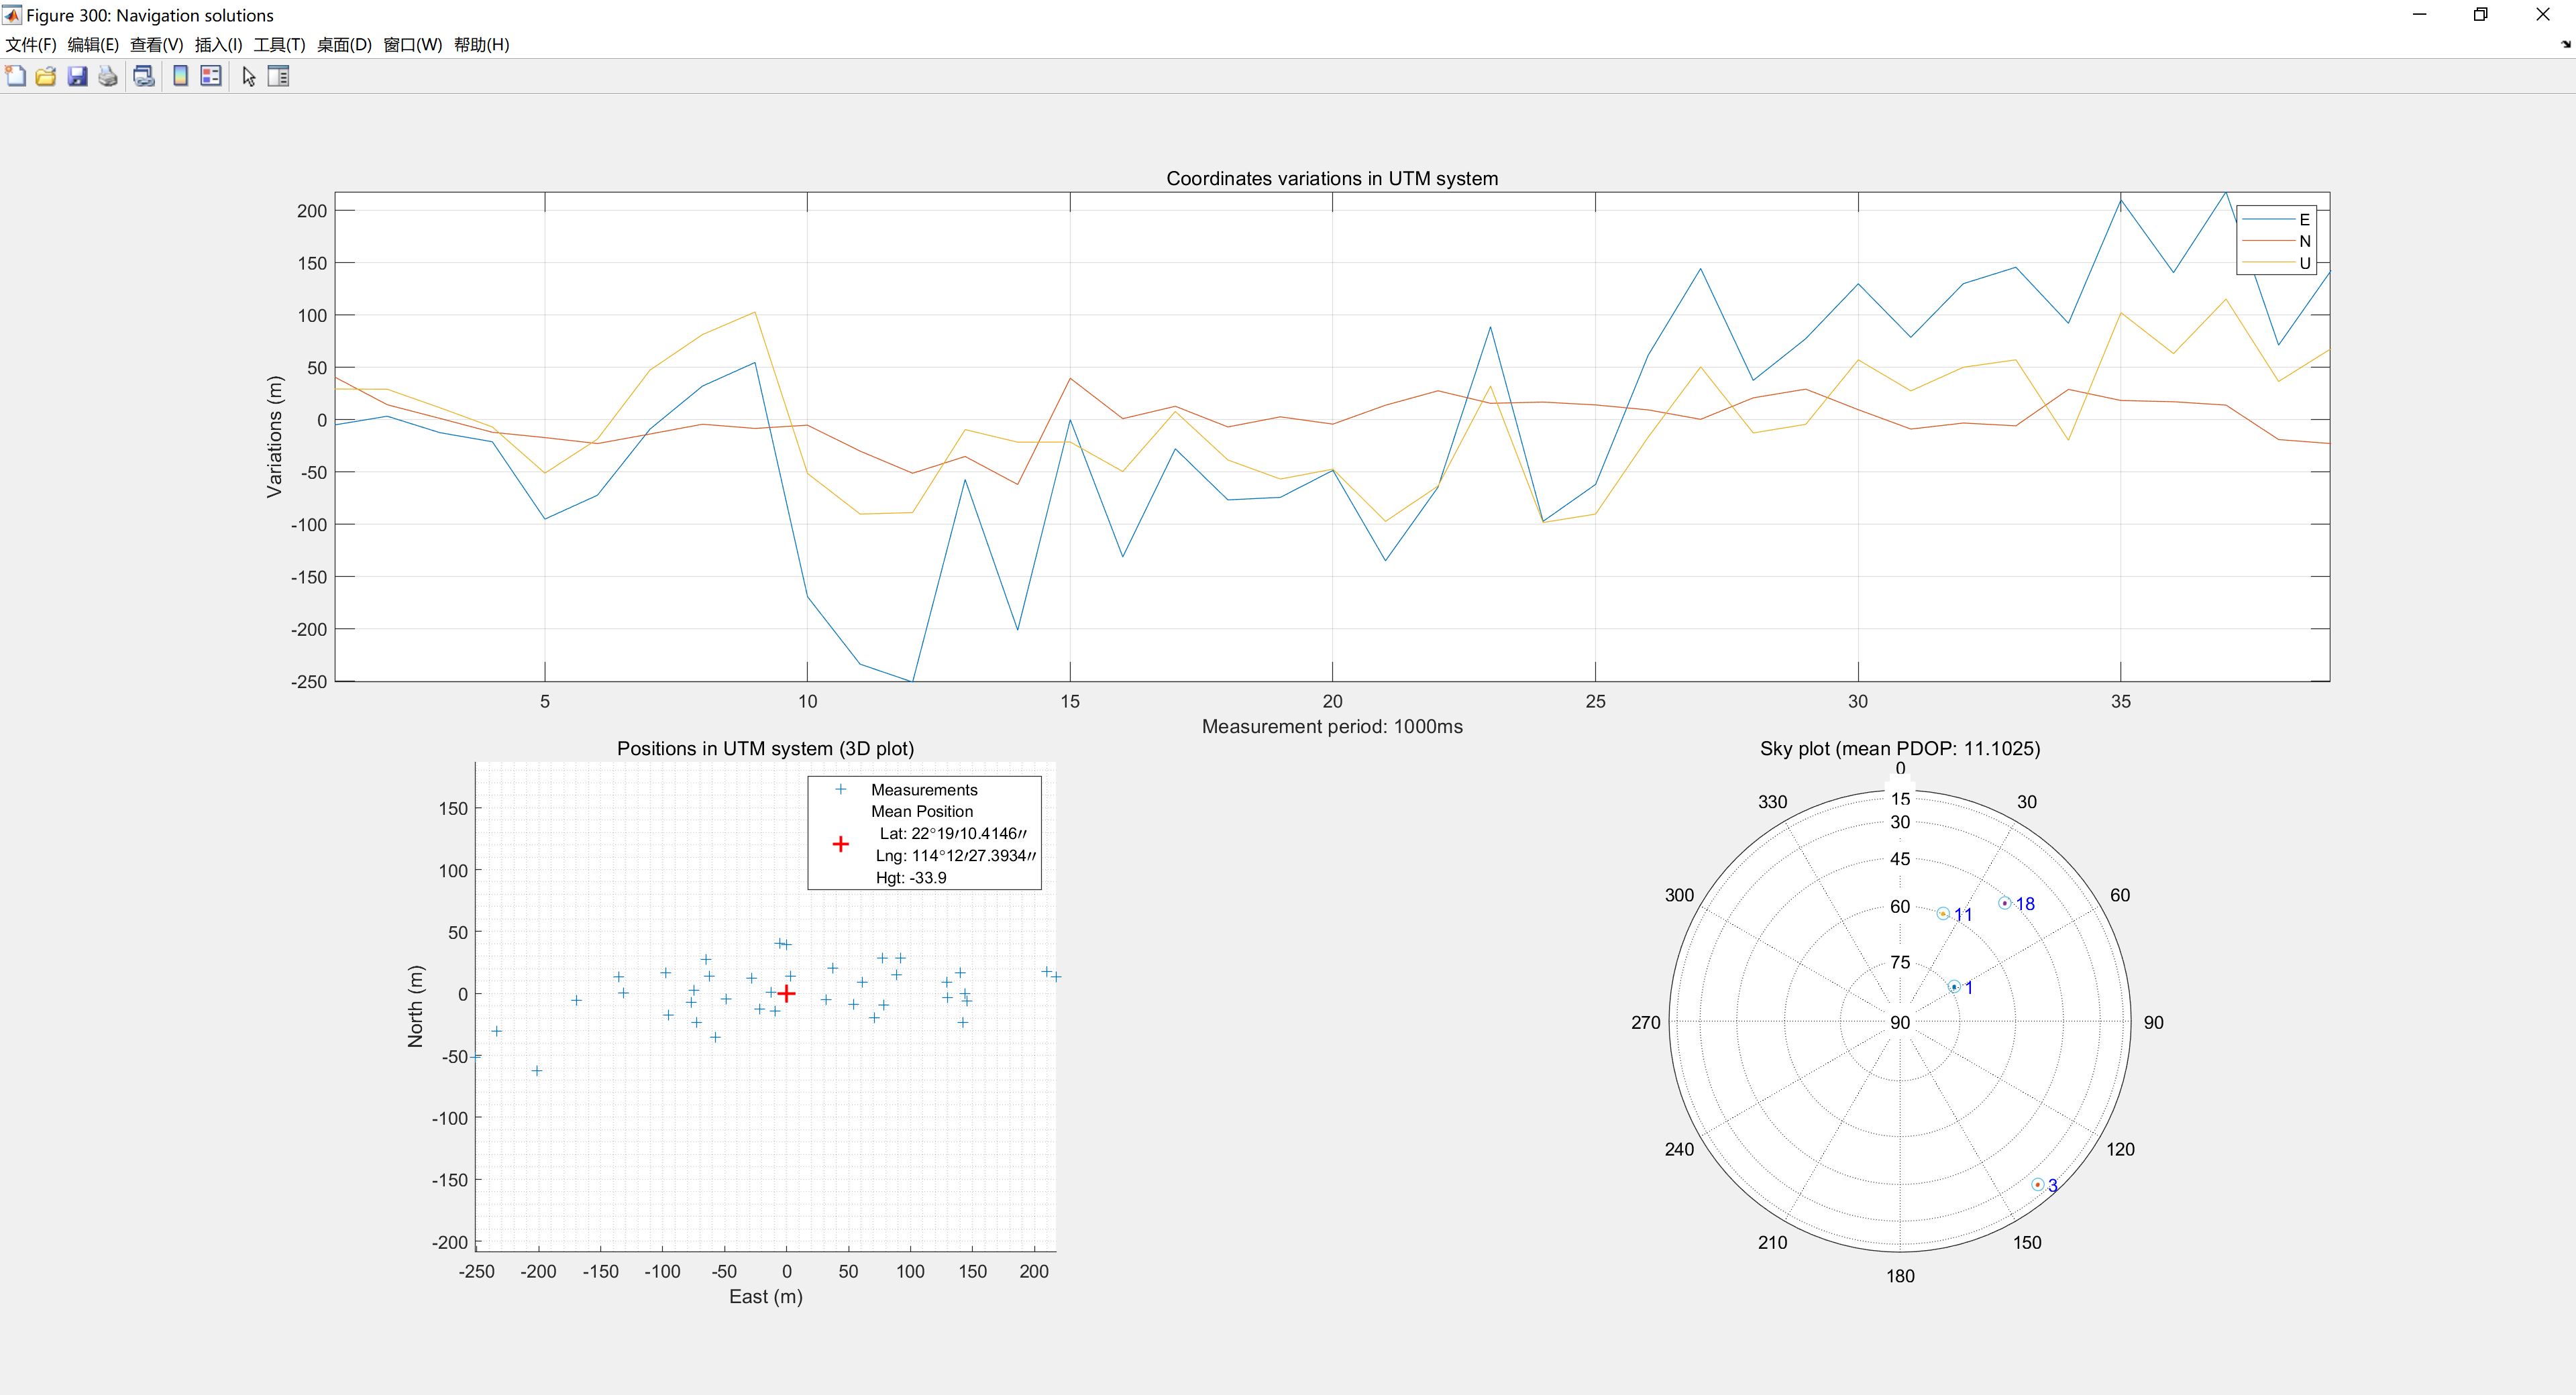 Figure 300: Navigation solutions
文件(F) 编辑(E) 查看(V) 插入(I) 工具(T) 桌面(D) 窗口(W) 帮助(H)
Coordinates variations in UTM system
200
150
100
50
0
-50
-100
-150
-200
-250
Variations (m)
E
N
U
5 10 15 20 25 30 35
Measurement period: 1000ms
Positions in UTM system (3D plot)
150
100
50
0
-50
-100
-150
-200
North (m)
Measurements
Mean Position
Lat: 22°19′10.4146″
Lng: 114°12′27.3934″
Hgt: -33.9
-250 -200 -150 -100 -50 0 50 100 150 200
East (m)
Sky plot (mean PDOP: 11.1025)
0
30
60
90
120
150
180
210
240
270
300
330
15
30
45
60
75
90
11
18
1
3